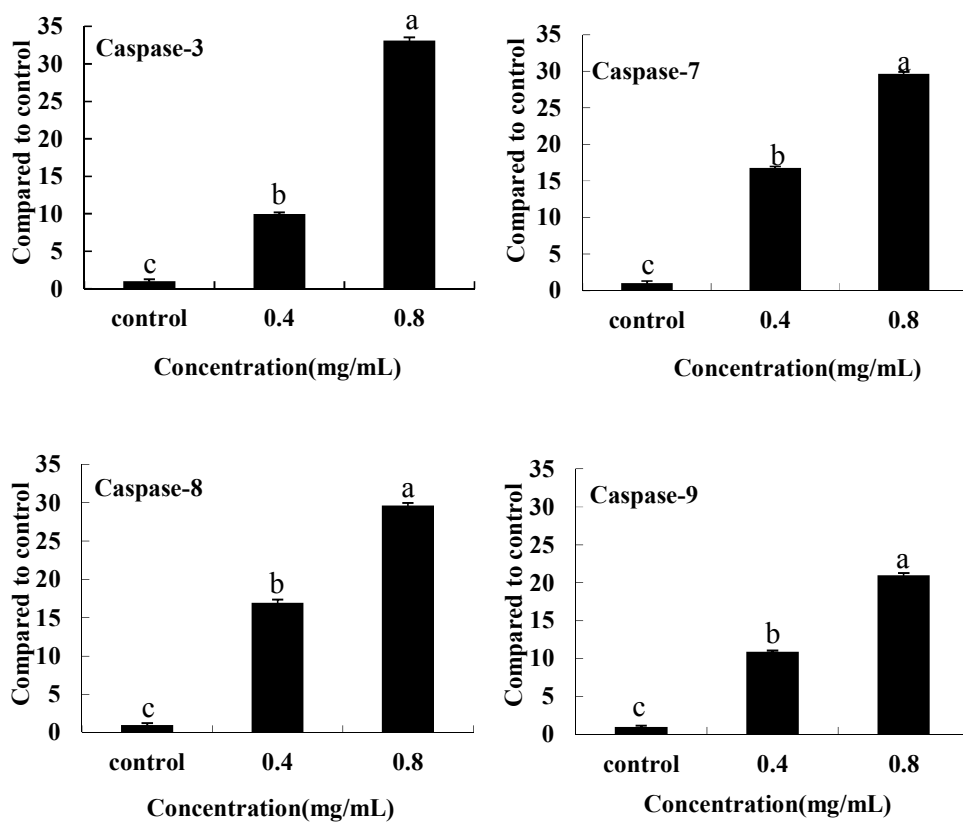 Caspase-3
Compared to control
35
30
25
20
15
10
5
0
a
b
c
control 0.4 0.8
Concentration(mg/mL)
Caspase-7
Compared to control
35
30
25
20
15
10
5
0
a
b
c
control 0.4 0.8
Concentration(mg/mL)
Caspase-8
Compared to control
35
30
25
20
15
10
5
0
a
b
c
control 0.4 0.8
Concentration(mg/mL)
Caspase-9
Compared to control
35
30
25
20
15
10
5
0
a
b
c
control 0.4 0.8
Concentration(mg/mL)